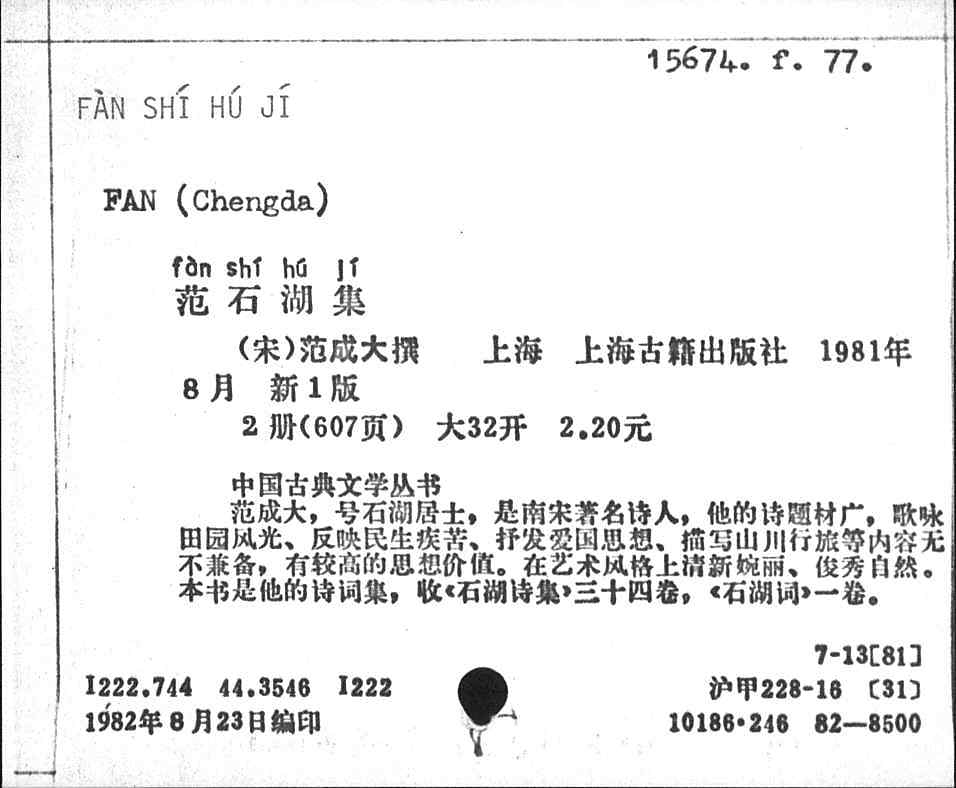 15674. f. 77.
FÀN SHÍ HÚ JÍ
FAN (Chengda)
fàn shí hú jí
范石湖集
(宋)范成大撰 上海 上海古籍出版社 1981年
8月 新1版
2册(607页) 大32开 2.20元
中国古典文学丛书
范成大，号石湖居士，是南宋著名诗人，他的诗题材广，歌咏
田园风光、反映民生疾苦、抒发爱国思想、描写山川行旅等内容无
不兼备，有较高的思想价值。在艺术风格上清新婉丽、俊秀自然。
本书是他的诗词集，收《石湖诗集》三十四卷，《石湖词》一卷。
7-13[81]
I222.744 44.3546 I222 沪甲228-16 〔31〕
1982年8月23日编印 10186·246 82—8500